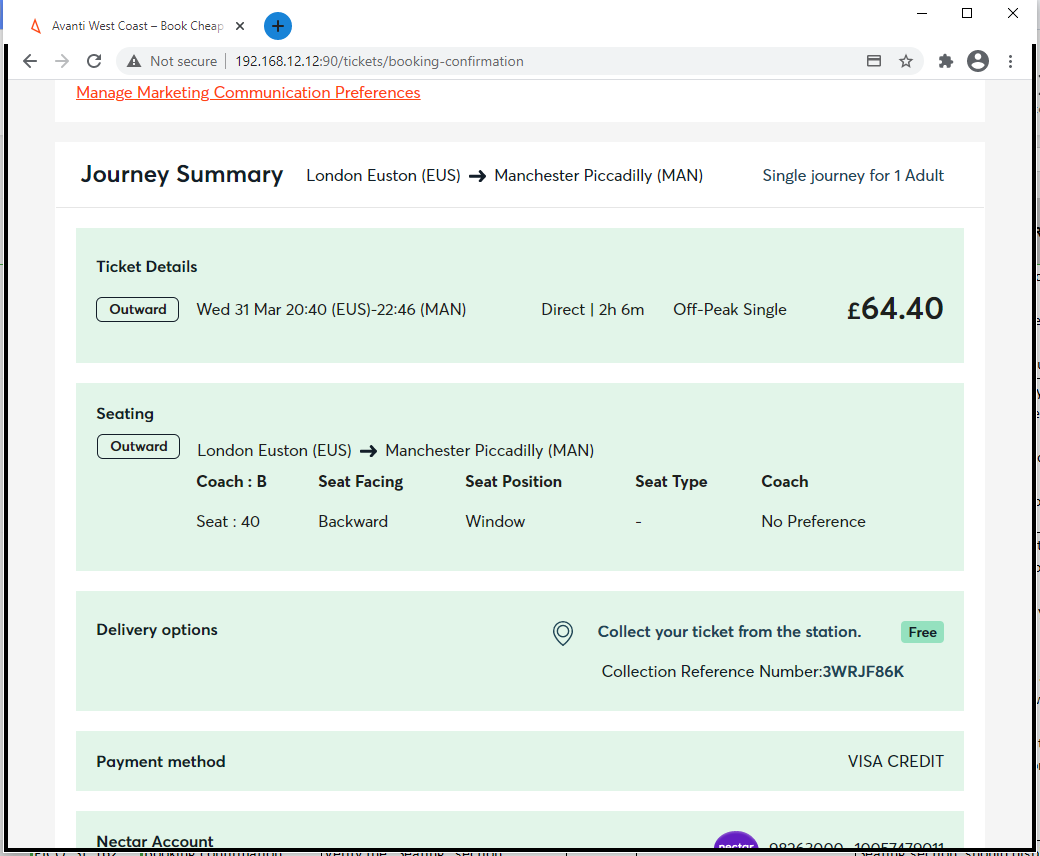 Avanti West Coast – Book Cheap
Not secure | 192.168.12.12:90/tickets/booking-confirmation
Manage Marketing Communication Preferences
Journey Summary London Euston (EUS) → Manchester Piccadilly (MAN) Single journey for 1 Adult
Ticket Details
Outward Wed 31 Mar 20:40 (EUS)-22:46 (MAN) Direct | 2h 6m Off-Peak Single £64.40
Seating
Outward London Euston (EUS) → Manchester Piccadilly (MAN)
Coach : B Seat Facing Seat Position Seat Type Coach
Seat : 40 Backward Window - No Preference
Delivery options Collect your ticket from the station. Free
Collection Reference Number:3WRJF86K
Payment method VISA CREDIT
Nectar Account nectar 98263000 10057479011